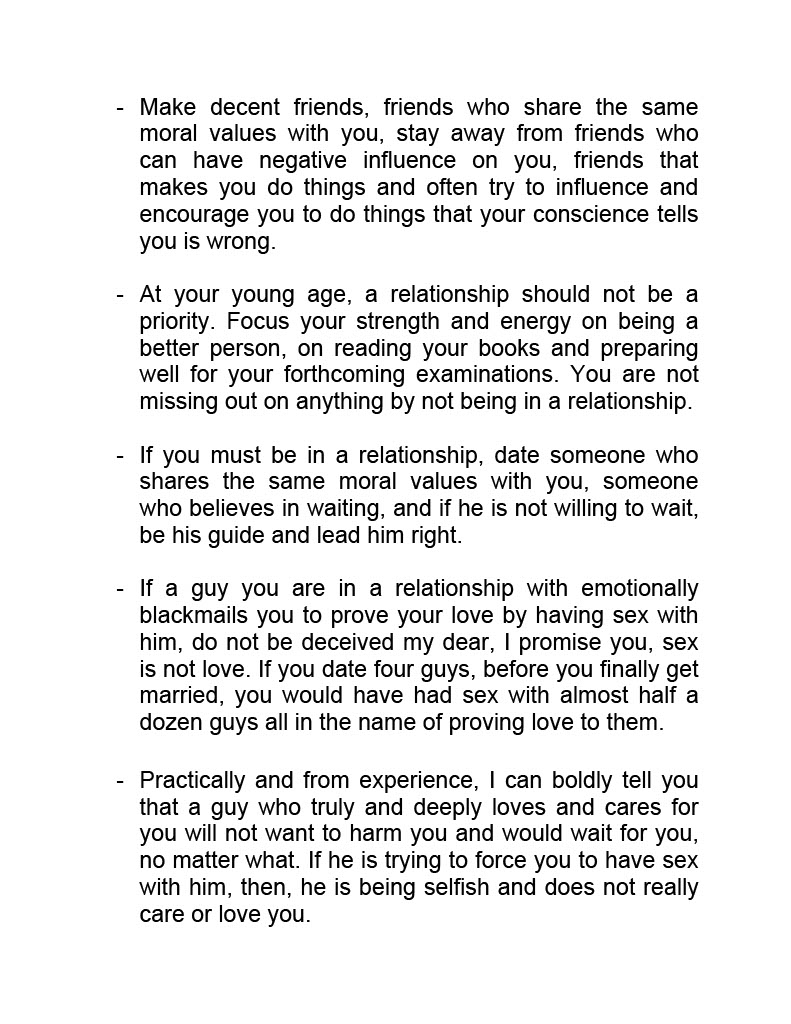 - Make decent friends, friends who share the same
moral values with you, stay away from friends who
can have negative influence on you, friends that
makes you do things and often try to influence and
encourage you to do things that your conscience tells
you is wrong.
- At your young age, a relationship should not be a
priority. Focus your strength and energy on being a
better person, on reading your books and preparing
well for your forthcoming examinations. You are not
missing out on anything by not being in a relationship.
- If you must be in a relationship, date someone who
shares the same moral values with you, someone
who believes in waiting, and if he is not willing to wait,
be his guide and lead him right.
- If a guy you are in a relationship with emotionally
blackmails you to prove your love by having sex with
him, do not be deceived my dear, I promise you, sex
is not love. If you date four guys, before you finally get
married, you would have had sex with almost half a
dozen guys all in the name of proving love to them.
- Practically and from experience, I can boldly tell you
that a guy who truly and deeply loves and cares for
you will not want to harm you and would wait for you,
no matter what. If he is trying to force you to have sex
with him, then, he is being selfish and does not really
care or love you.